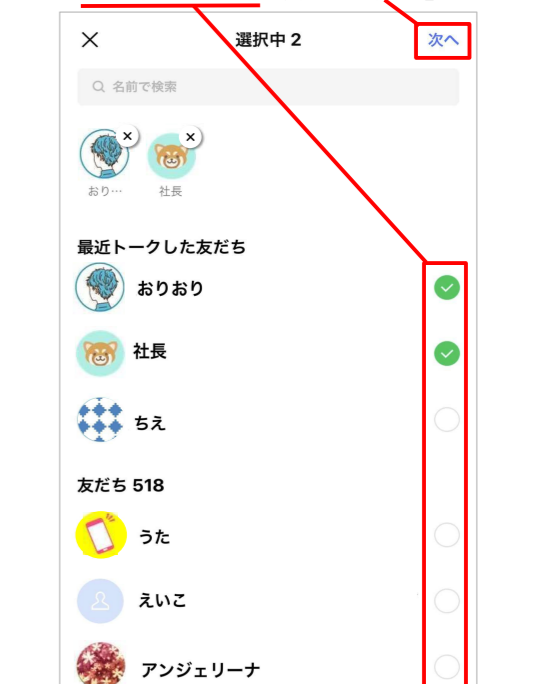 選択中 2
次へ
名前で検索
おり…
社長
最近トークした友だち
おりおり
社長
ちえ
友だち 518
うた
えいこ
アンジェリーナ